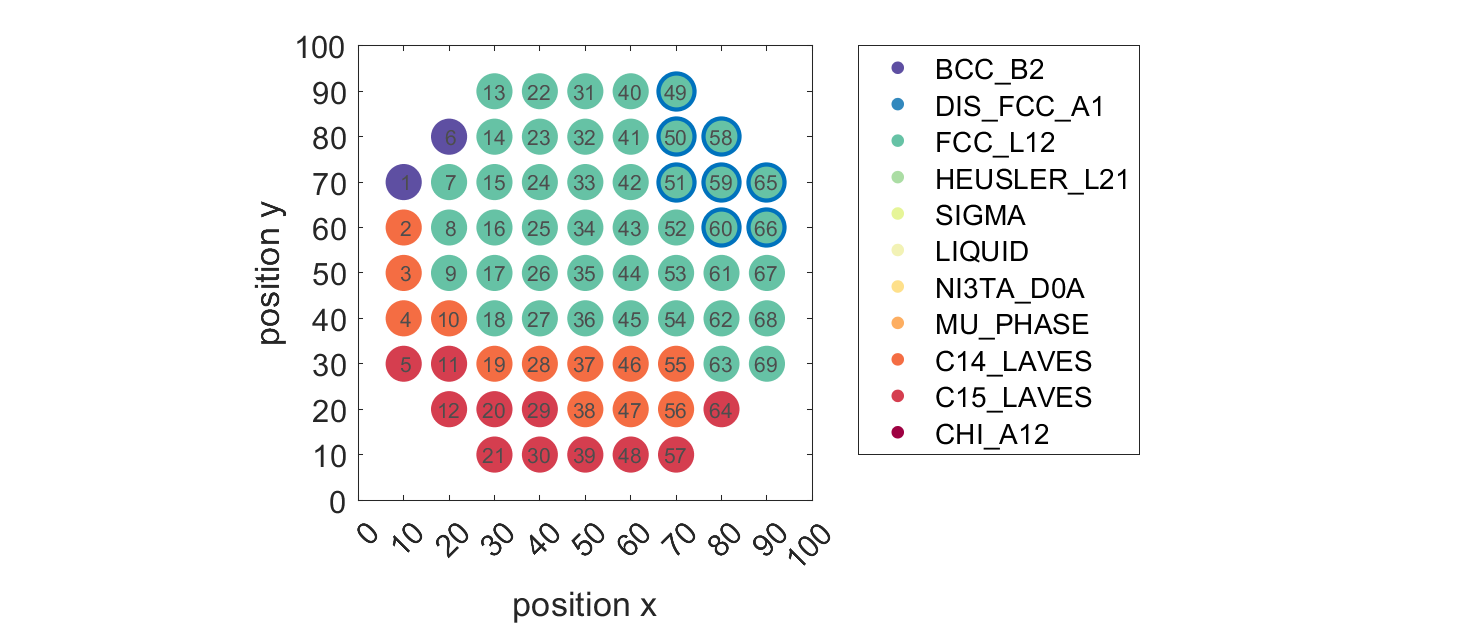 100
BCC_B2
90 13 22 31 40 49
DIS_FCC_A1
80 6 14 23 32 41 50 58
FCC_L12
70 1 7 15 24 33 42 51 59 65
HEUSLER_L21
60 2 8 16 25 34 43 52 60 66
SIGMA
LIQUID
50 3 9 17 26 35 44 53 61 67
NI3TA_D0A
40 4 10 18 27 36 45 54 62 68
MU_PHASE
30 5 11 19 28 37 46 55 63 69
C14_LAVES
20 12 20 29 38 47 56 64
C15_LAVES
10 21 30 39 48 57
CHI_A12
0
position y
0 10 20 30 40 50 60 70 80 90 100
position x